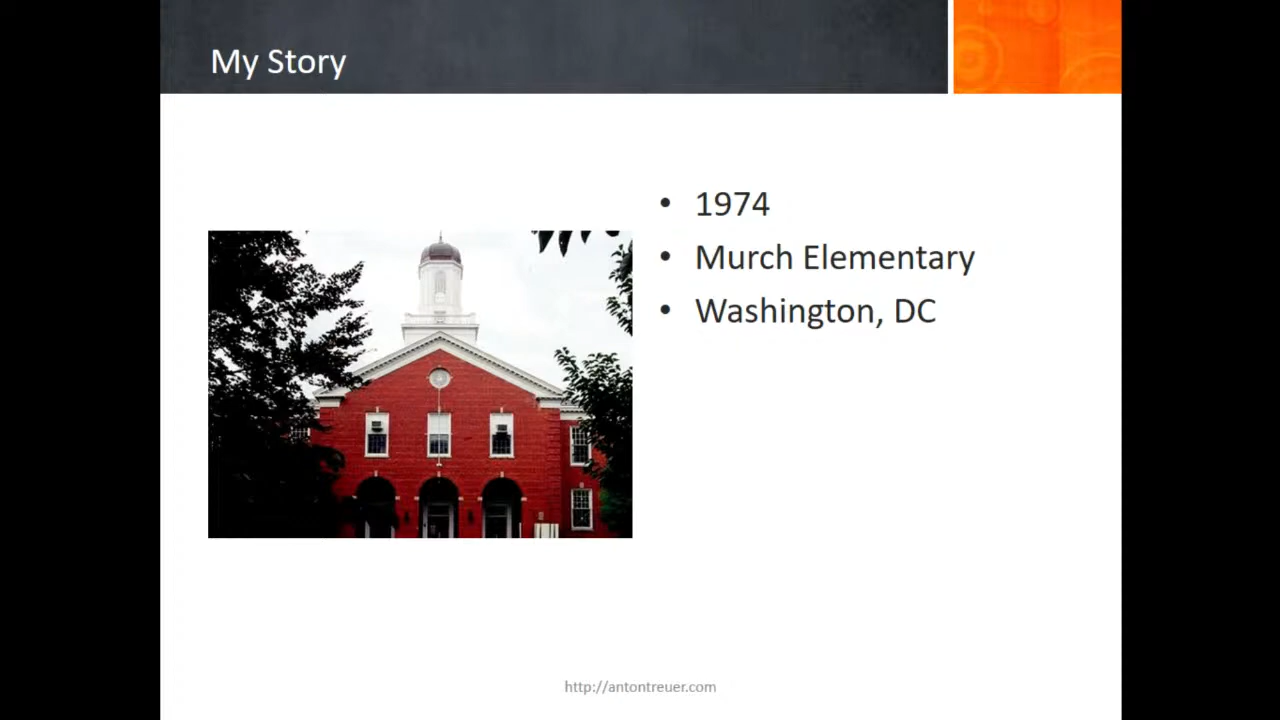 My Story
• 1974
• Murch Elementary
• Washington, DC
http://antontreuer.com